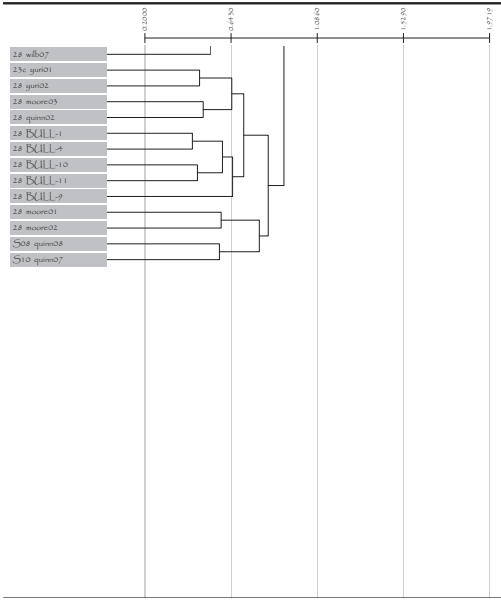 0.2000 0.6430 1.0860 1.5290 1.9719
28 wilb07
23c yuri01
28 yuri02
28 moore03
28 quinn02
28 BULL-1
28 BULL-4
28 BULL-10
28 BULL-11
28 BULL-9
28 moore01
28 moore02
S08 quinn08
S10 quinn07